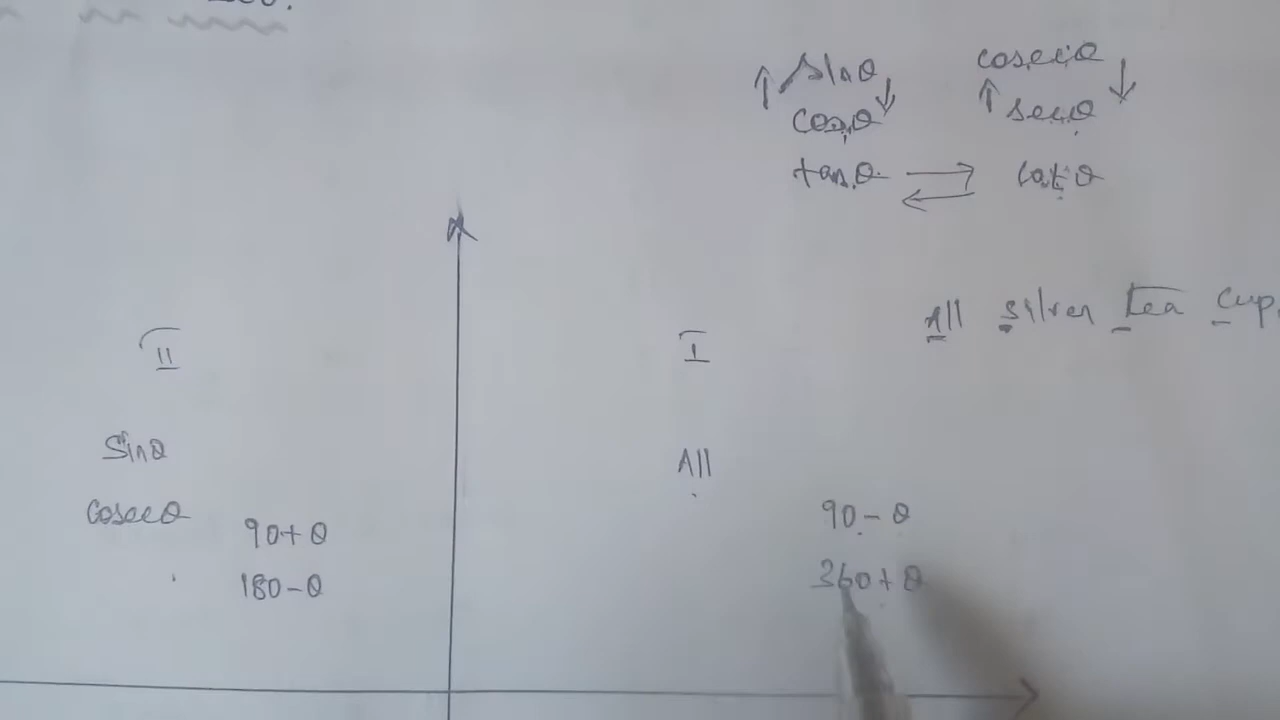 sinθ cosecθ
cosθ secθ
tanθ cotθ
All Silver Tea Cup
II I
Sinθ All
Cosecθ 90-θ
90+θ 360+θ
180-θ